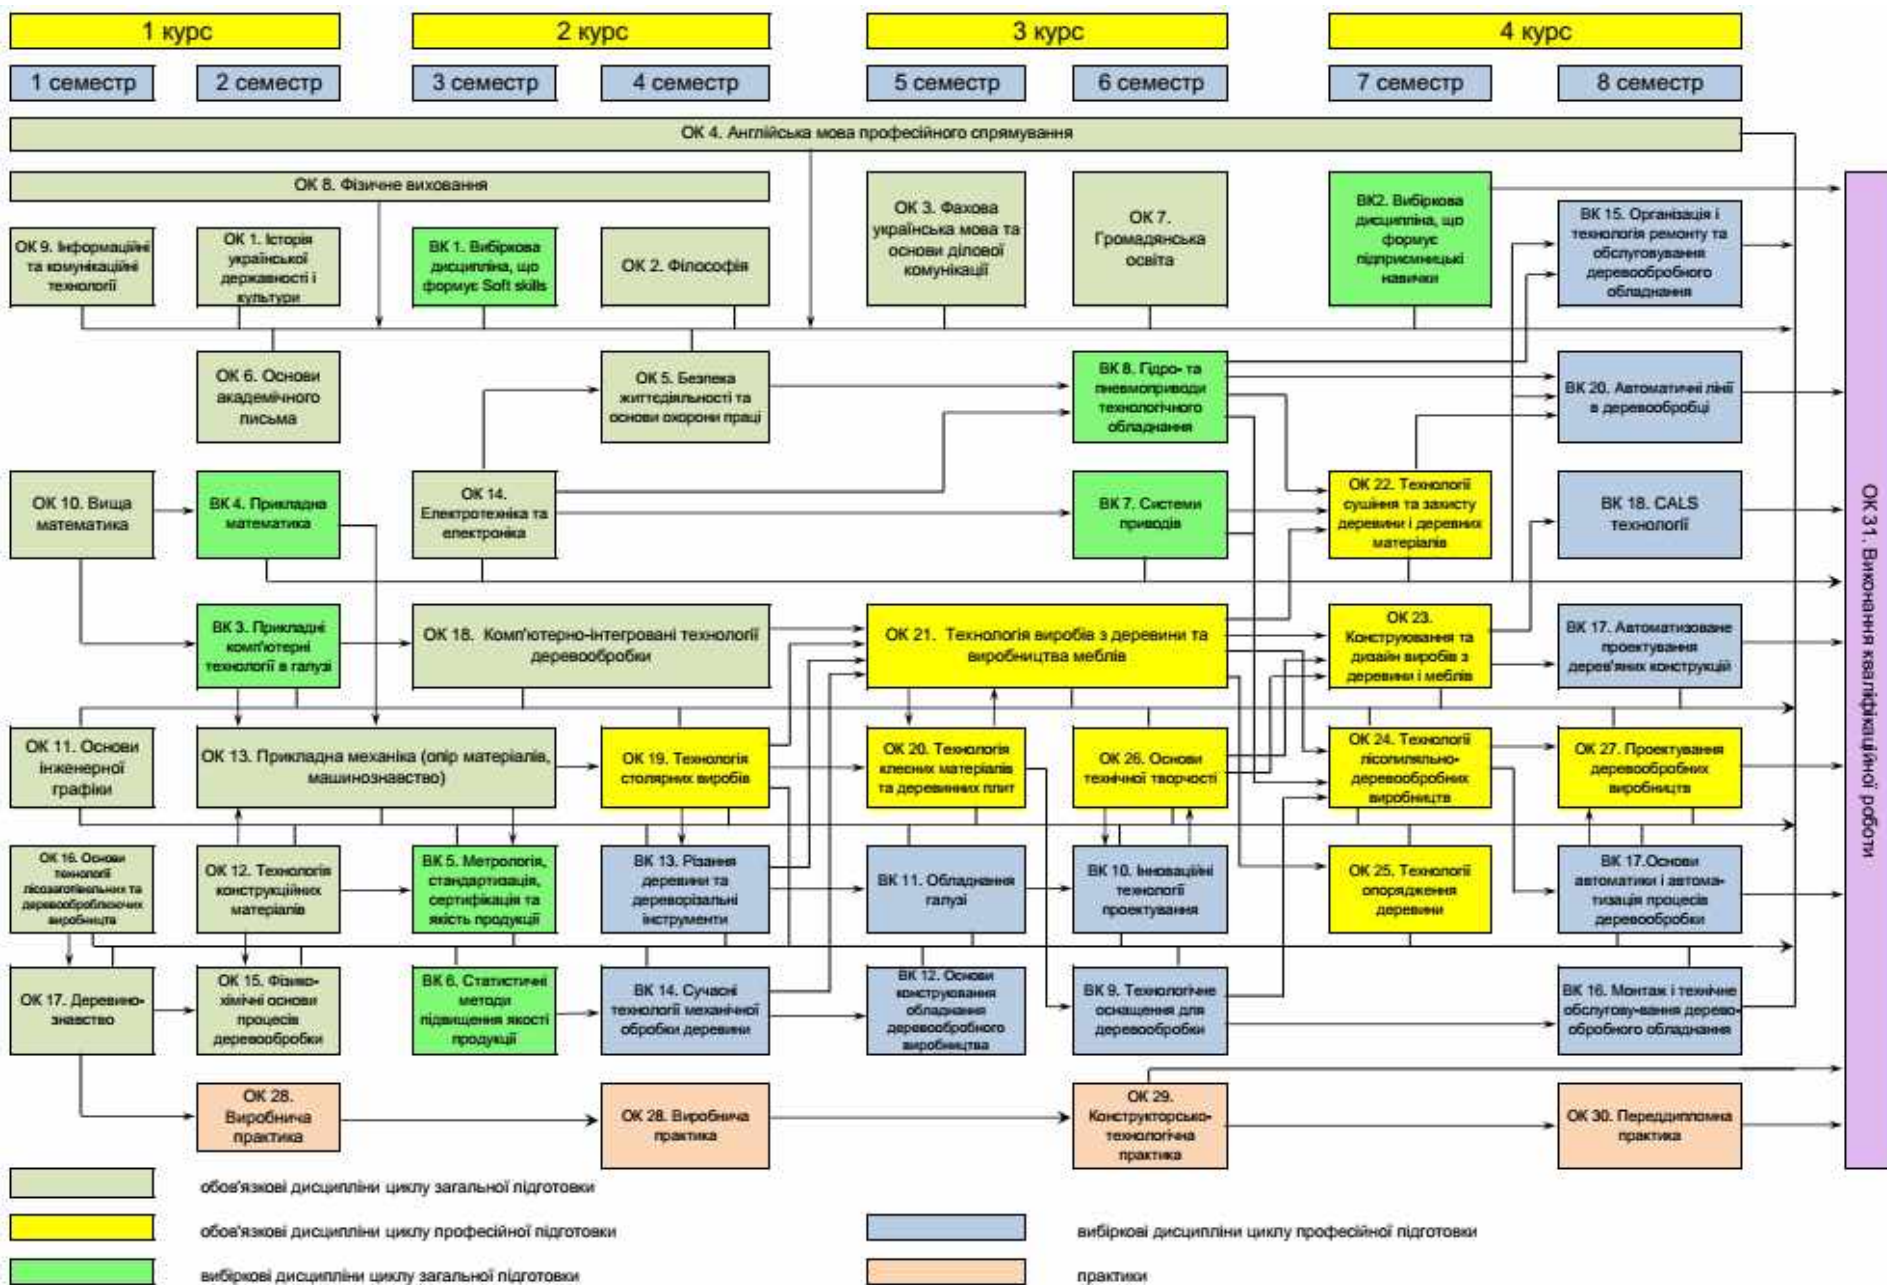 1 курс
2 курс
3 курс
4 курс
1 семестр
2 семестр
3 семестр
4 семестр
5 семестр
6 семестр
7 семестр
8 семестр
ОК 4. Англійська мова професійного спрямування
ОК 8. Фізичне виховання
ОК 3. Фахова
українська мова та
основи ділової
комунікації
ОК 7.
Громадянська
освіта
ВК2. Вибіркова
дисципліна, що
формує
підприємницькі
навички
ВК 15. Організація і
технологія ремонту та
обслуговування
деревообробного
обладнання
ОК 9. Інформаційні
та комунікаційні
технології
ОК 1. Історія
української
державності і
культури
ВК 1. Вибіркова
дисципліна, що
формує Soft skills
ОК 2. Філософія
ОК 6. Основи
академічного
письма
ОК 5. Безпека
життєдіяльності та
основи охорони праці
ВК 8. Гідро- та
пневмоприводи
технологічного
обладнання
ВК 20. Автоматичні лінії
в деревообробці
ОК 10. Вища
математика
ВК 4. Прикладна
математика
ОК 14.
Електротехніка та
електроніка
ВК 7. Системи
приводів
ОК 22. Технології
сушіння та захисту
деревини і деревних
матеріалів
ВК 18. CALS
технології
ОК 31. Виконання кваліфікаційної роботи
ВК 3. Прикладні
комп'ютерні
технології в галузі
ОК 18. Комп'ютерно-інтегровані технології
деревообробки
ОК 21. Технологія виробів з деревини та
виробництва меблів
ОК 23.
Конструювання та
дизайн виробів з
деревини і меблів
ВК 17. Автоматизоване
проектування
дерев'яних конструкцій
ОК 11. Основи
інженерної
графіки
ОК 13. Прикладна механіка (опір матеріалів,
машинознавство)
ОК 19. Технологія
столярних виробів
ОК 20. Технологія
клеєних матеріалів
та деревинних плит
ОК 26. Основи
технічної творчості
ОК 24. Технології
лісопиляльно-
деревообробних
виробництв
ОК 27. Проектування
деревообробних
виробництв
ОК 16. Основи
технології
лісозаготівельних та
деревооброблюючих
виробництв
ОК 12. Технологія
конструкційних
матеріалів
ВК 5. Метрологія,
стандартизація,
сертифікація та
якість продукції
ВК 13. Різання
деревини та
дереворізальні
інструменти
ВК 11. Обладнання
галузі
ВК 10. Інноваційні
технології
проектування
ОК 25. Технології
опорядження
деревини
ВК 17.Основи
автоматики і автома-
тизація процесів
деревообробки
ОК 17. Деревино-
знавство
ОК 15. Фізико-
хімічні основи
процесів
деревообробки
ВК 6. Статистичні
методи
підвищення якості
продукції
ВК 14. Сучасні
технології механічної
обробки деревини
ВК 12. Основи
конструювання
обладнання
деревообробного
виробництва
ВК 9. Технологічне
оснащення для
деревообробки
ВК 16. Монтаж і технічне
обслугову-вання дерево-
обробного обладнання
ОК 28.
Виробнича
практика
ОК 28. Виробнича
практика
ОК 29.
Конструкторсько-
технологічна
практика
ОК 30. Переддипломна
практика
обов'язкові дисципліни циклу загальної підготовки
обов'язкові дисципліни циклу професійної підготовки
вибіркові дисципліни циклу професійної підготовки
вибіркові дисципліни циклу загальної підготовки
практики